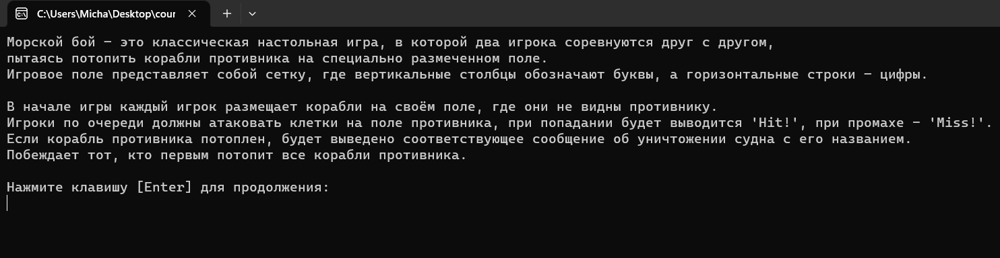 C:\Users\Micha\Desktop\cour
Морской бой – это классическая настольная игра, в которой два игрока соревнуются друг с другом,
пытаясь потопить корабли противника на специально размеченном поле.
Игровое поле представляет собой сетку, где вертикальные столбцы обозначают буквы, а горизонтальные строки – цифры.
В начале игры каждый игрок размещает корабли на своём поле, где они не видны противнику.
Игроки по очереди должны атаковать клетки на поле противника, при попадании будет выводится 'Hit!', при промахе – 'Miss!'.
Если корабль противника потоплен, будет выведено соответствующее сообщение об уничтожении судна с его названием.
Побеждает тот, кто первым потопит все корабли противника.
Нажмите клавишу [Enter] для продолжения: